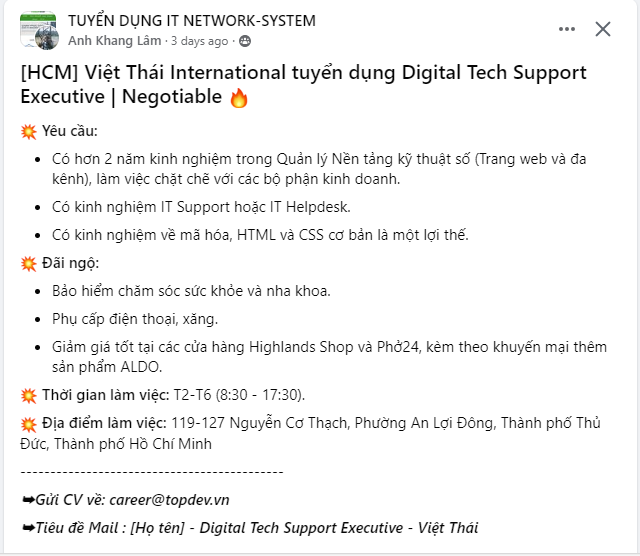 TUYỂN DỤNG IT NETWORK-SYSTEM
Anh Khang Lâm · 3 days ago ·
[HCM] Việt Thái International tuyển dụng Digital Tech Support
Executive | Negotiable 🔥
💥 Yêu cầu:
• Có hơn 2 năm kinh nghiệm trong Quản lý Nền tảng kỹ thuật số (Trang web và đa
kênh), làm việc chặt chẽ với các bộ phận kinh doanh.
• Có kinh nghiệm IT Support hoặc IT Helpdesk.
• Có kinh nghiệm về mã hóa, HTML và CSS cơ bản là một lợi thế.
💥 Đãi ngộ:
• Bảo hiểm chăm sóc sức khỏe và nha khoa.
• Phụ cấp điện thoại, xăng.
• Giảm giá tốt tại các cửa hàng Highlands Shop và Phở24, kèm theo khuyến mại thêm
sản phẩm ALDO.
💥 Thời gian làm việc: T2-T6 (8:30 - 17:30).
💥 Địa điểm làm việc: 119-127 Nguyễn Cơ Thạch, Phường An Lợi Đông, Thành phố Thủ
Đức, Thành phố Hồ Chí Minh
--------------------------------------------
➥Gửi CV về: career@topdev.vn
➥Tiêu đề Mail : [Họ tên] - Digital Tech Support Executive - Việt Thái